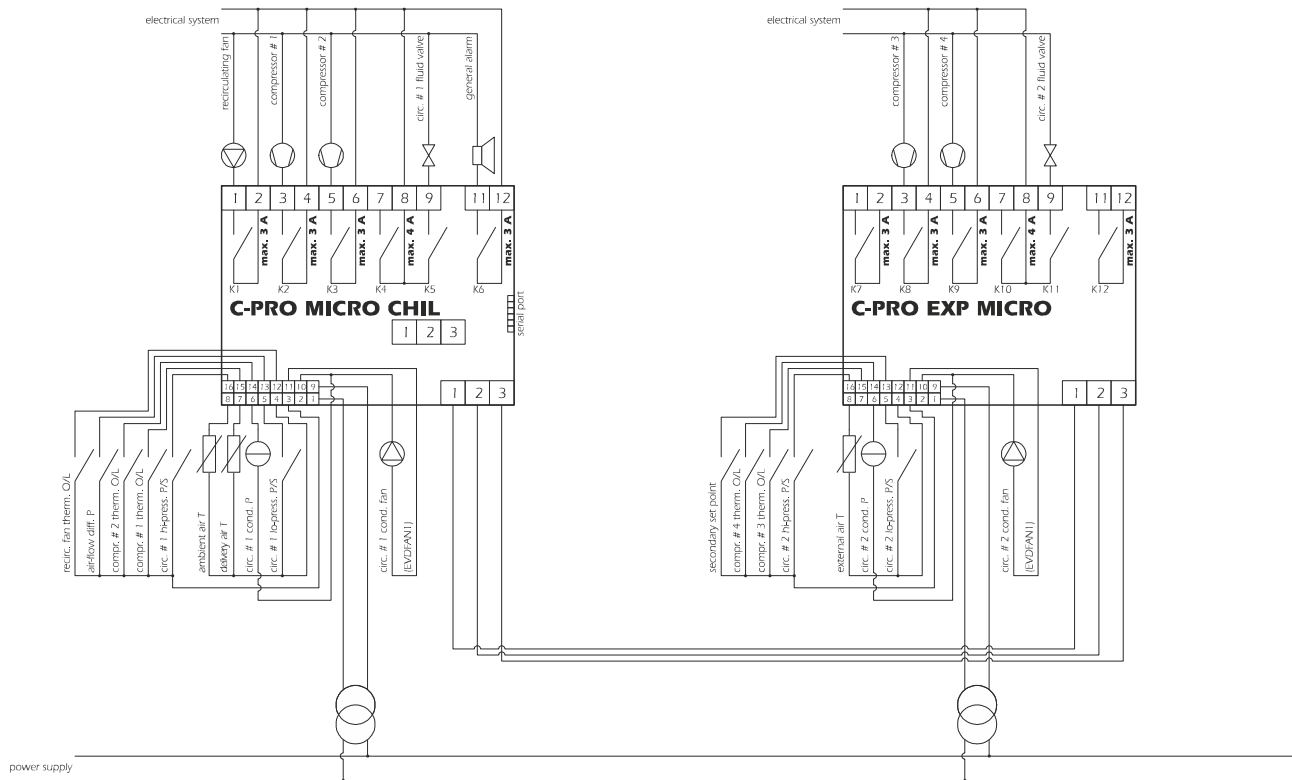 electrical system
recirculating fan
compressor # 1
compressor # 2
circ. # 1 fluid valve
general alarm
1 2 3 4 5 6 7 8 9 11 12
max. 3 A
max. 3 A
max. 3 A
max. 4 A
max. 3 A
K1 K2 K3 K4 K5 K6
C-PRO MICRO CHIL
serial port
1 2 3
16 15 14 13 12 11 10 9
8 7 6 5 4 3 2 1
1 2 3
recirc. fan therm. O/L
air-flow diff. P
compr. # 2 therm. O/L
compr. # 1 therm. O/L
circ. # 1 hi-press. P/S
ambient air T
delivery air T
circ. # 1 cond. P
circ. # 1 lo-press. P/S
circ. # 1 cond. fan
(EVDFAN1)
electrical system
compressor # 3
compressor # 4
circ. # 2 fluid valve
1 2 3 4 5 6 7 8 9 11 12
max. 3 A
max. 3 A
max. 3 A
max. 4 A
max. 3 A
K7 K8 K9 K10 K11 K12
C-PRO EXP MICRO
16 15 14 13 12 11 10 9
8 7 6 5 4 3 2 1
1 2 3
secondary set point
compr. # 4 therm. O/L
compr. # 3 therm. O/L
circ. # 2 hi-press. P/S
external air T
circ. # 2 cond. P
circ. # 2 lo-press. P/S
circ. # 2 cond. fan
(EVDFAN1)
power supply